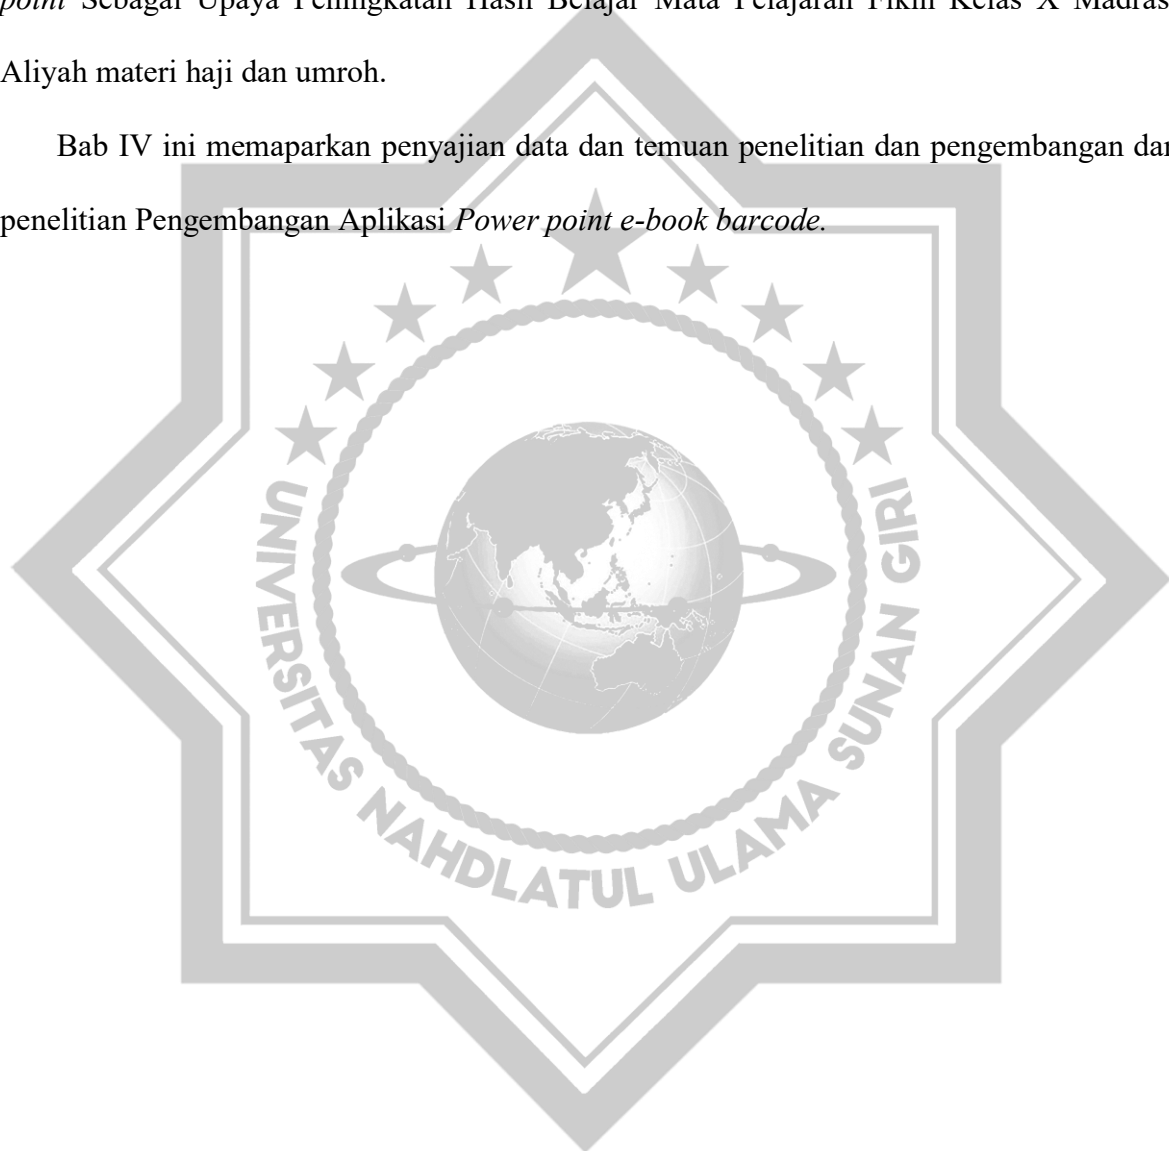 point Sebagai Upaya Peningkatan Hasil Belajar Mata Pelajaran Fikih Kelas X Madras
Aliyah materi haji dan umroh.
Bab IV ini memaparkan penyajian data dan temuan penelitian dan pengembangan dar
penelitian Pengembangan Aplikasi Power point e-book barcode.
UNIVERSITAS NAHDLATUL ULAMA SUNAN GIRI